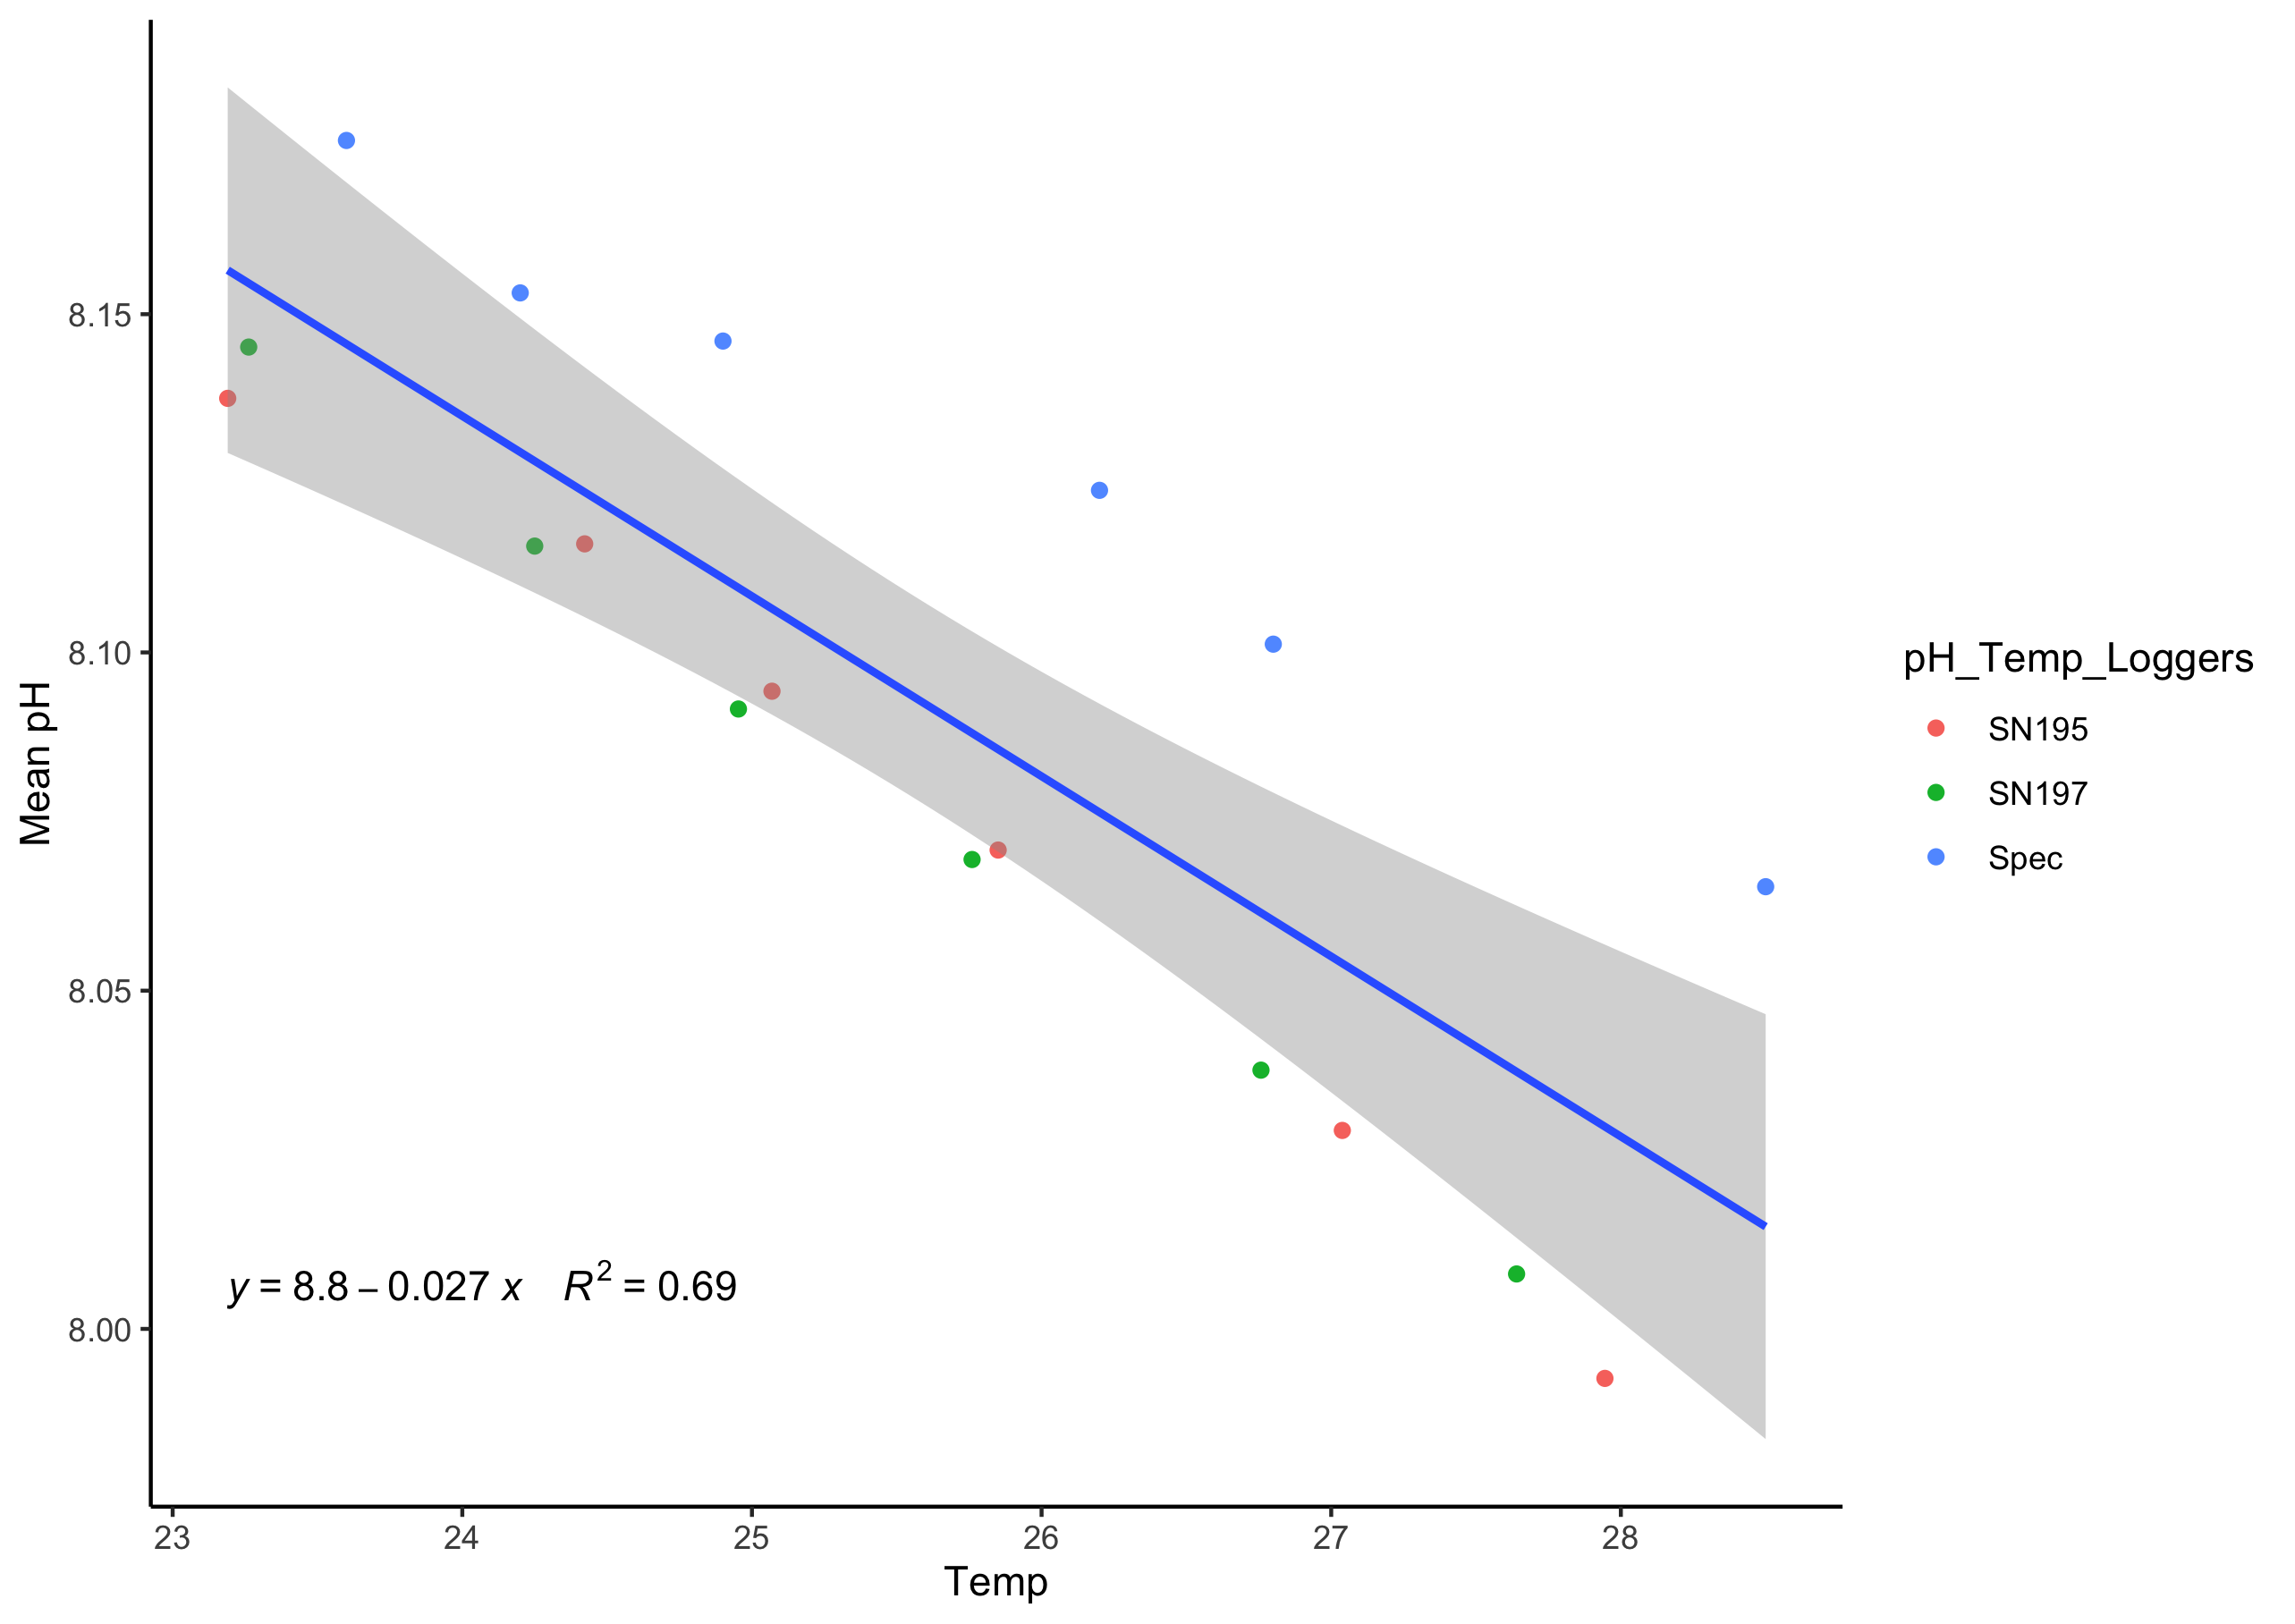 Mean pH
8.15
8.10
8.05
8.00
y = 8.8 – 0.027 x R² = 0.69
23 24 25 26 27 28
Temp
pH_Temp_Loggers
SN195
SN197
Spec